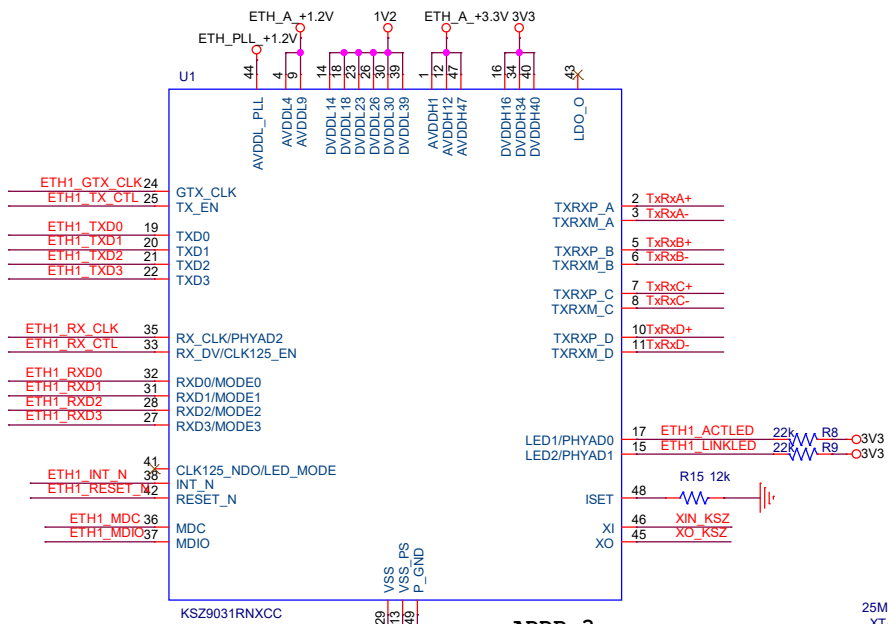 ETH_A_+1.2V 1V2 ETH_A_+3.3V 3V3
ETH_PLL_+1.2V
U1 44 4 9 14 18 23 26 30 39 1 12 47 16 34 40 43
AVDDL_PLL AVDDL4 AVDDL9 DVDDL14 DVDDL18 DVDDL23 DVDDL26 DVDDL30 DVDDL39 AVDDH1 AVDDH12 AVDDH47 DVDDH16 DVDDH34 DVDDH40 LDO_O
ETH1_GTX_CLK 24 GTX_CLK
ETH1_TX_CTL 25 TX_EN
TXRXP_A 2 TxRxA+
TXRXM_A 3 TxRxA-
ETH1_TXD0 19 TXD0
ETH1_TXD1 20 TXD1
ETH1_TXD2 21 TXD2
ETH1_TXD3 22 TXD3
TXRXP_B 5 TxRxB+
TXRXM_B 6 TxRxB-
TXRXP_C 7 TxRxC+
TXRXM_C 8 TxRxC-
ETH1_RX_CLK 35 RX_CLK/PHYAD2
ETH1_RX_CTL 33 RX_DV/CLK125_EN
TXRXP_D 10 TxRxD+
TXRXM_D 11 TxRxD-
ETH1_RXD0 32 RXD0/MODE0
ETH1_RXD1 31 RXD1/MODE1
ETH1_RXD2 28 RXD2/MODE2
ETH1_RXD3 27 RXD3/MODE3
LED1/PHYAD0 17 ETH1_ACTLED 22k R8 3V3
LED2/PHYAD1 15 ETH1_LINKLED 22k R9 3V3
41 CLK125_NDO/LED_MODE
ETH1_INT_N 38 INT_N
ETH1_RESET_N 42 RESET_N
R15 12k
ISET 48
ETH1_MDC 36 MDC
ETH1_MDIO 37 MDIO
XI 46 XIN_KSZ
XO 45 XO_KSZ
VSS VSS_PS P_GND
29 13 49
KSZ9031RNXCC
25M
XT